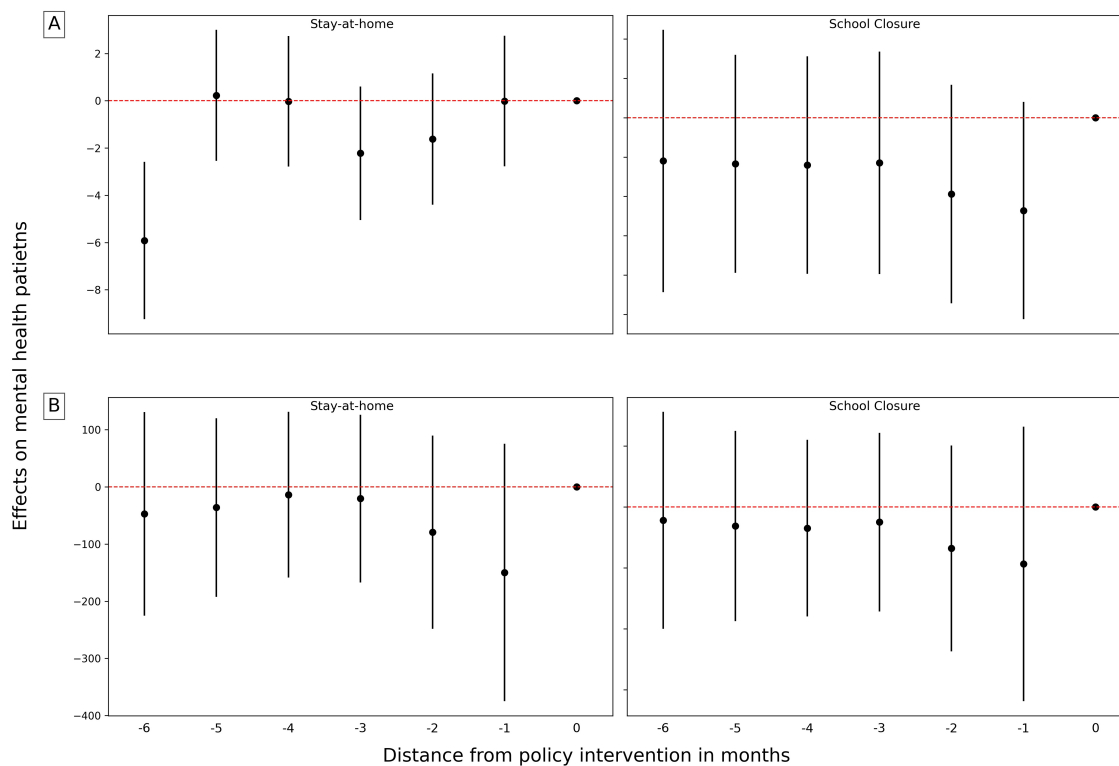 A
Stay-at-home
School Closure
2
0
−2
−4
−6
−8
Effects on mental health patietns
B
Stay-at-home
School Closure
100
0
−100
−200
−300
−400
-6 -5 -4 -3 -2 -1 0
-6 -5 -4 -3 -2 -1 0
Distance from policy intervention in months